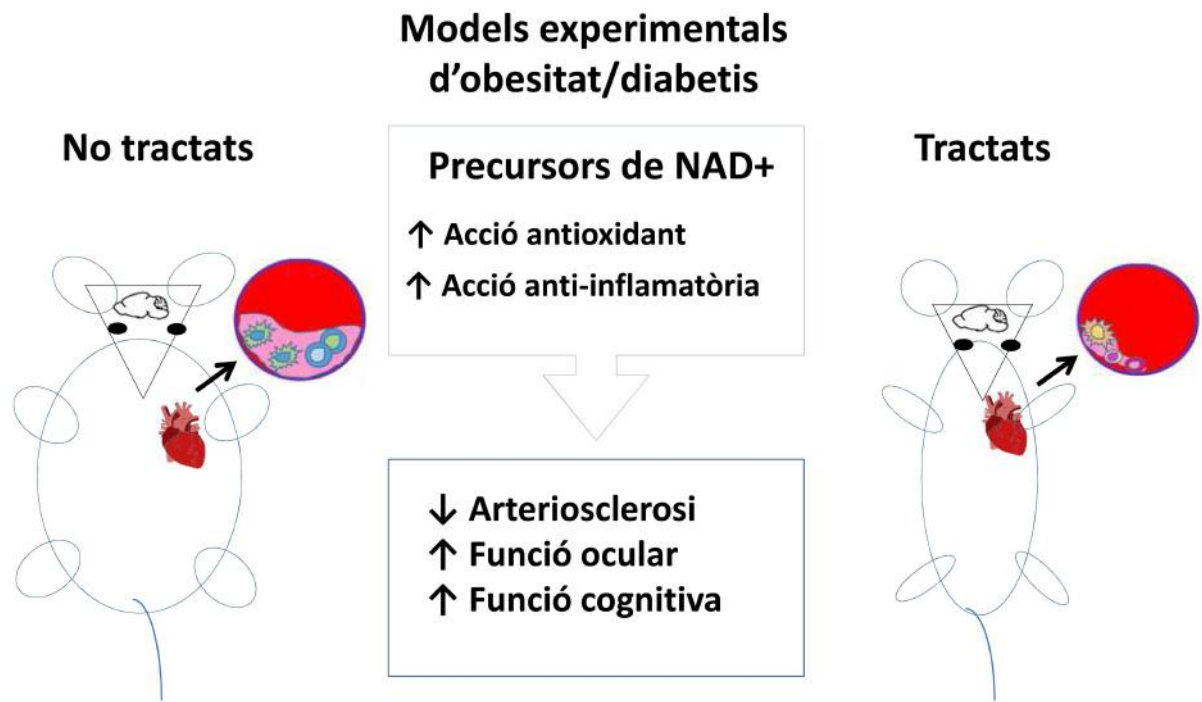 Models experimentals
d’obesitat/diabetis
No tractats
Precursors de NAD+
↑ Acció antioxidant
↑ Acció anti-inflamatòria
Tractats
↓ Arteriosclerosi
↑ Funció ocular
↑ Funció cognitiva